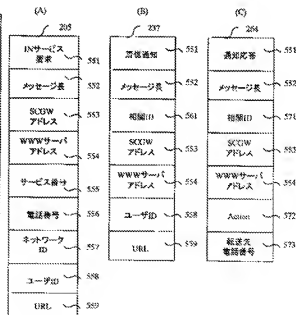 (A)
205
INサービス
要求
551
メッセージ長
552
SCGW
アドレス
553
WWWサーバ
アドレス
554
サービス番号
555
電話番号
556
ネットワーク
ID
557
ユーザID
558
URL
559
(B)
237
着信通知
551
メッセージ長
552
相関ID
561
SCGW
アドレス
553
WWWサーバ
アドレス
554
ユーザID
558
URL
559
(C)
264
通知応答
551
メッセージ長
552
相関ID
571
SCGW
アドレス
553
WWWサーバ
アドレス
554
Action
572
転送先
電話番号
573